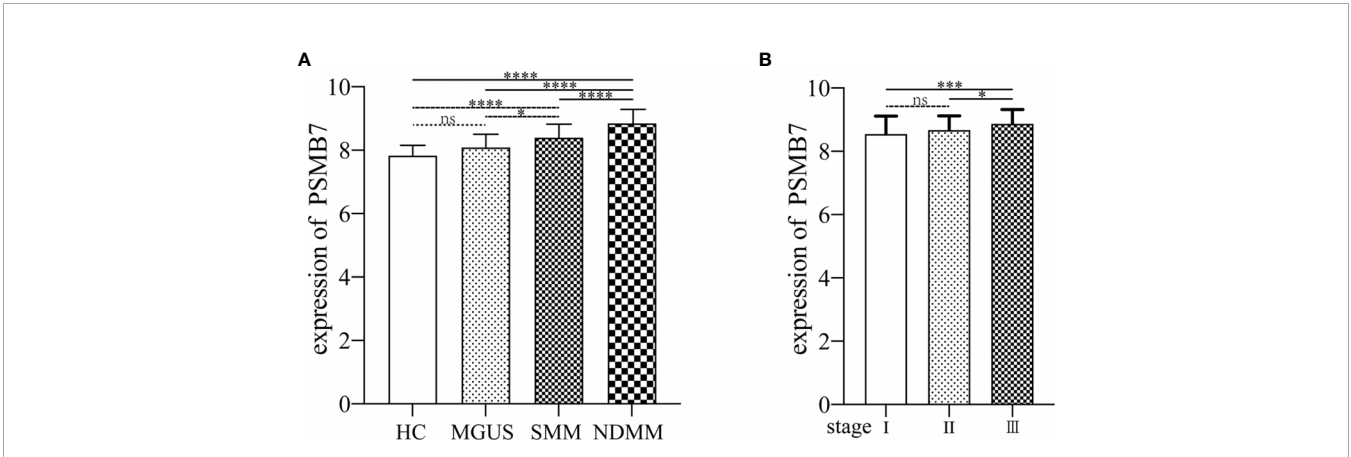 A
expression of PSMB7
10
8
6
4
2
0
****
****
**** ****
*
ns
HC MGUS SMM NDMM
B
expression of PSMB7
10
8
6
4
2
0
***
ns *
stage I II III